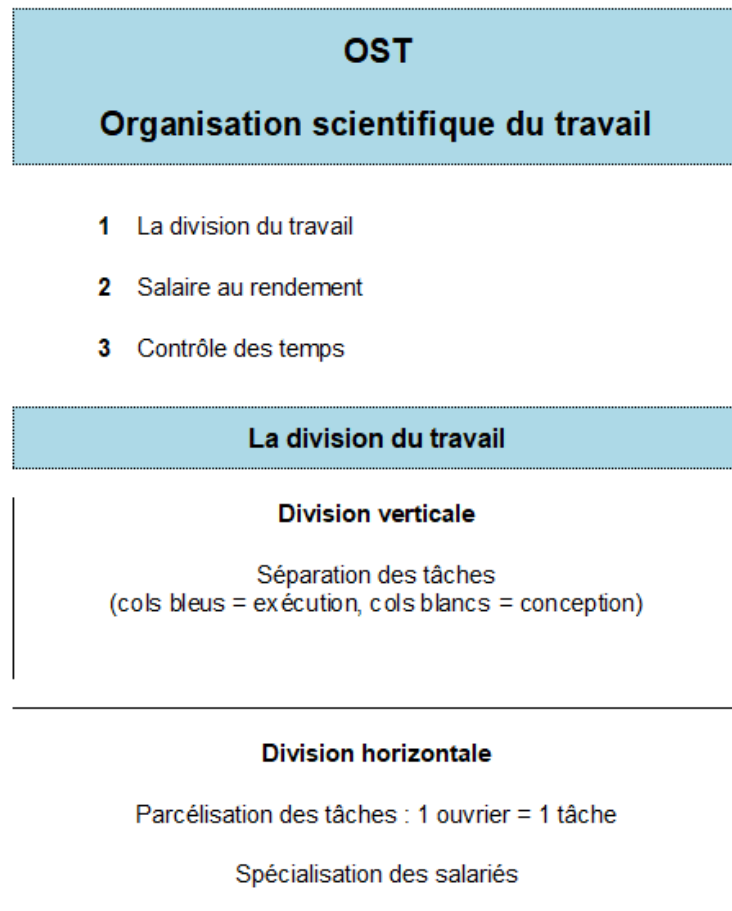 OST
Organisation scientifique du travail
1 La division du travail
2 Salaire au rendement
3 Contrôle des temps
La division du travail
Division verticale
Séparation des tâches
(cols bleus = exécution, cols blancs = conception)
Division horizontale
Parcélisation des tâches : 1 ouvrier = 1 tâche
Spécialisation des salariés